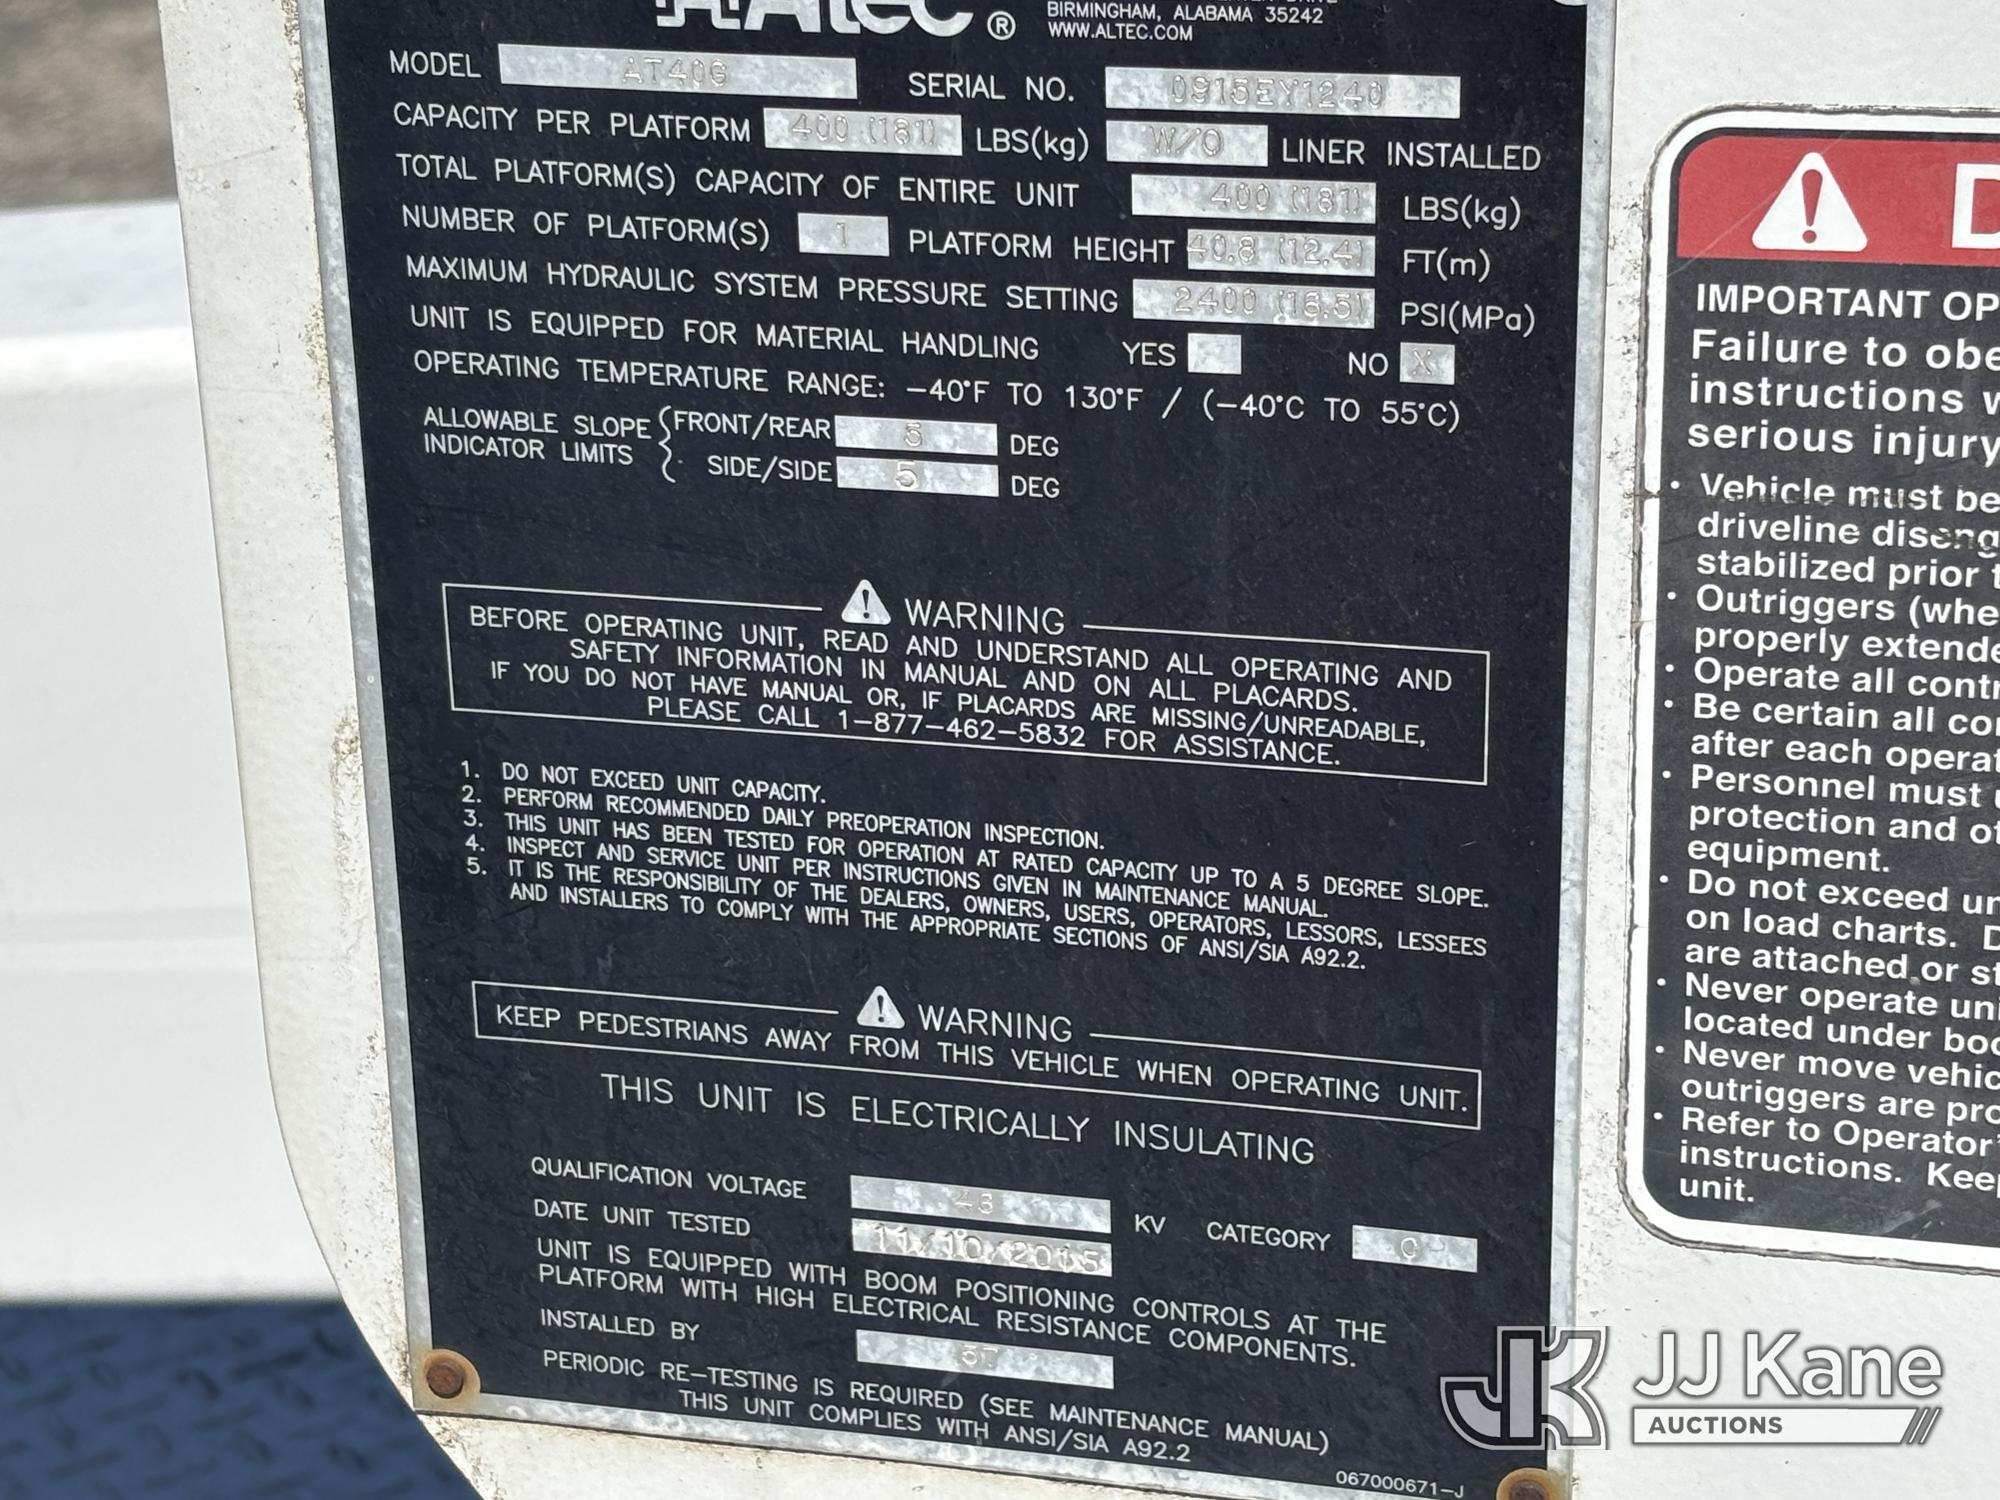 Altec®
BIRMINGHAM, ALABAMA 35242
WWW.ALTEC.COM
MODEL AT40G SERIAL NO. 0915EY1240
CAPACITY PER PLATFORM 400 (181) LBS(kg) W/O LINER INSTALLED
TOTAL PLATFORM(S) CAPACITY OF ENTIRE UNIT 400 (181) LBS(kg)
NUMBER OF PLATFORM(S) 1 PLATFORM HEIGHT 40.8 (12.4) FT(m)
MAXIMUM HYDRAULIC SYSTEM PRESSURE SETTING 2400 (16.5) PSI(MPa)
UNIT IS EQUIPPED FOR MATERIAL HANDLING YES NO X
OPERATING TEMPERATURE RANGE: -40°F TO 130°F / (-40°C TO 55°C)
ALLOWABLE SLOPE FRONT/REAR 5 DEG
INDICATOR LIMITS SIDE/SIDE 5 DEG
WARNING
BEFORE OPERATING UNIT, READ AND UNDERSTAND ALL OPERATING AND
SAFETY INFORMATION IN MANUAL AND ON ALL PLACARDS.
IF YOU DO NOT HAVE MANUAL OR, IF PLACARDS ARE MISSING/UNREADABLE,
PLEASE CALL 1-877-462-5832 FOR ASSISTANCE.
1. DO NOT EXCEED UNIT CAPACITY.
2. PERFORM RECOMMENDED DAILY PREOPERATION INSPECTION.
3. THIS UNIT HAS BEEN TESTED FOR OPERATION AT RATED CAPACITY UP TO A 5 DEGREE SLOPE.
4. INSPECT AND SERVICE UNIT PER INSTRUCTIONS GIVEN IN MAINTENANCE MANUAL.
5. IT IS THE RESPONSIBILITY OF THE DEALERS, OWNERS, USERS, OPERATORS, LESSORS, LESSEES
AND INSTALLERS TO COMPLY WITH THE APPROPRIATE SECTIONS OF ANSI/SIA A92.2.
WARNING
KEEP PEDESTRIANS AWAY FROM THIS VEHICLE WHEN OPERATING UNIT.
THIS UNIT IS ELECTRICALLY INSULATING
QUALIFICATION VOLTAGE 46 KV CATEGORY C
DATE UNIT TESTED 11/10/2015
UNIT IS EQUIPPED WITH BOOM POSITIONING CONTROLS AT THE
PLATFORM WITH HIGH ELECTRICAL RESISTANCE COMPONENTS.
INSTALLED BY
PERIODIC RE-TESTING IS REQUIRED (SEE MAINTENANCE MANUAL)
THIS UNIT COMPLIES WITH ANSI/SIA A92.2
067000671-J
D
IMPORTANT OP
Failure to obe
instructions w
serious injury
• Vehicle must be
driveline diseng
stabilized prior t
• Outriggers (whe
properly extende
• Operate all contr
• Be certain all co
after each operat
• Personnel must u
protection and ot
equipment.
• Do not exceed un
on load charts. D
are attached or st
• Never operate uni
located under boo
• Never move vehic
outriggers are pro
• Refer to Operator'
instructions. Keep
unit.
JJ Kane
AUCTIONS